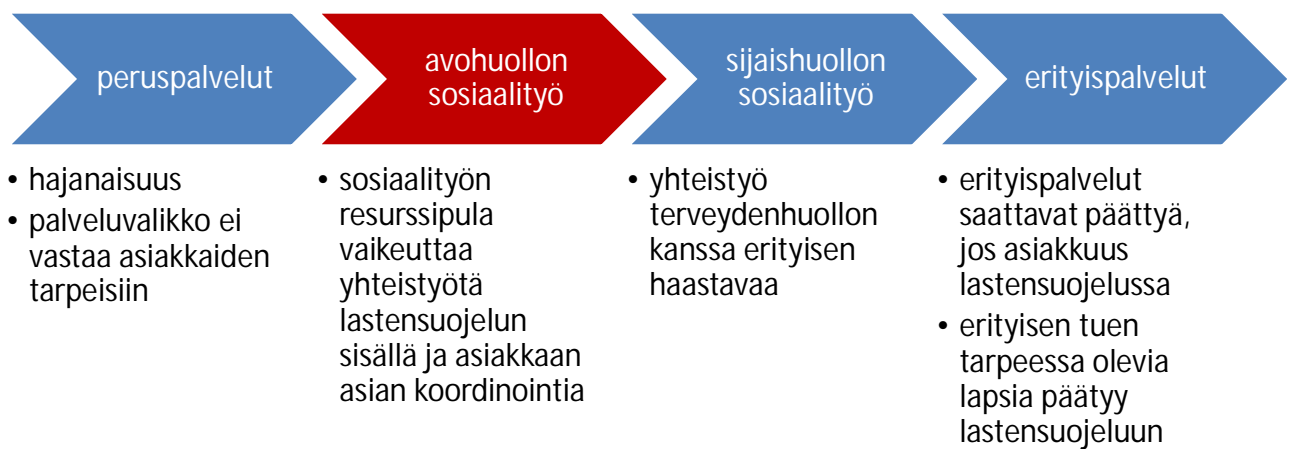 peruspalvelut
avohuollon
sosiaalityö
sijaishuollon
sosiaalityö
erityispalvelut
• hajanaisuus
• palveluvalikko ei
vastaa asiakkaiden
tarpeisiin
• sosiaalityön
resurssipula
vaikeuttaa
yhteistyötä
lastensuojelun
sisällä ja asiakkaan
asian koordinointia
• yhteistyö
terveydenhuollon
kanssa erityisen
haastavaa
• erityispalvelut
saattavat päättyä,
jos asiakkuus
lastensuojelussa
• erityisen tuen
tarpeessa olevia
lapsia päätyy
lastensuojeluun